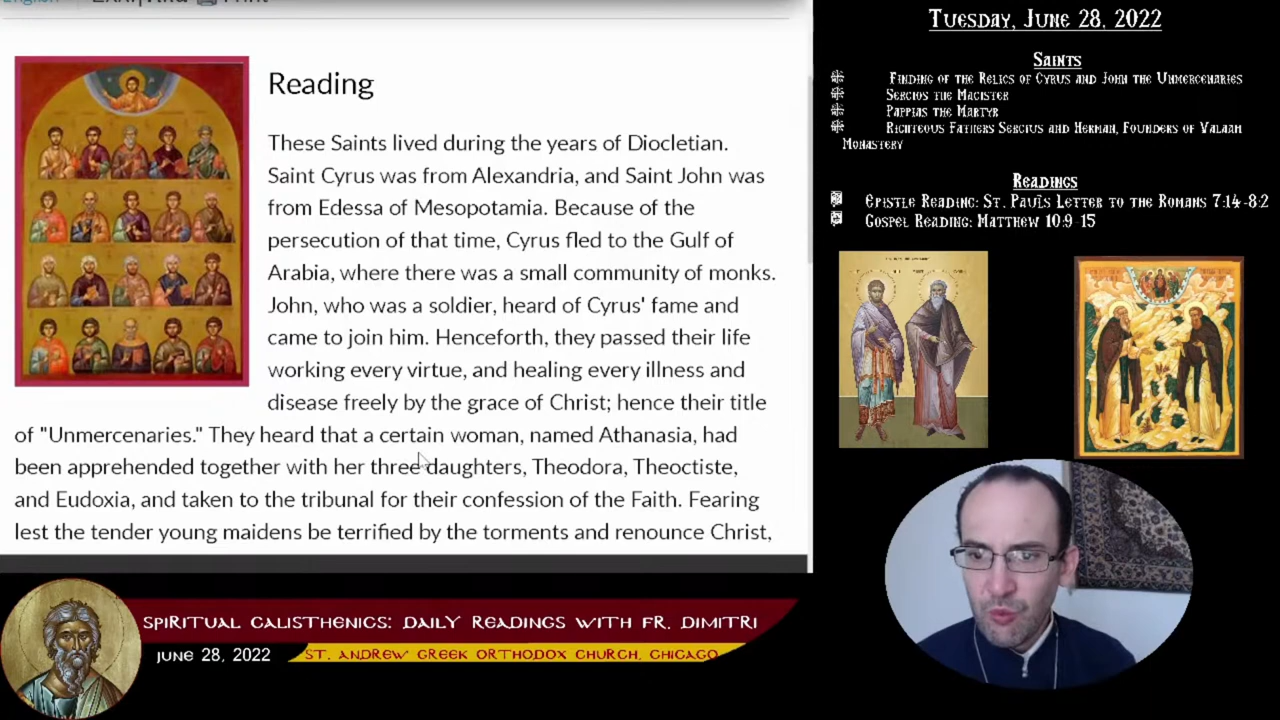 Reading
These Saints lived during the years of Diocletian.
Saint Cyrus was from Alexandria, and Saint John was
from Edessa of Mesopotamia. Because of the
persecution of that time, Cyrus fled to the Gulf of
Arabia, where there was a small community of monks.
John, who was a soldier, heard of Cyrus' fame and
came to join him. Henceforth, they passed their life
working every virtue, and healing every illness and
disease freely by the grace of Christ; hence their title
of "Unmercenaries." They heard that a certain woman, named Athanasia, had
been apprehended together with her three daughters, Theodora, Theoctiste,
and Eudoxia, and taken to the tribunal for their confession of the Faith. Fearing
lest the tender young maidens be terrified by the torments and renounce Christ,
Tuesday, June 28, 2022
Saints
Finding of the Relics of Cyrus and John the Unmercenaries
Sergios the Magister
Pappias the Martyr
Righteous Fathers Sergius and Herman, Founders of Valaam
Monastery
Readings
Epistle Reading: St. Paul's Letter to the Romans 7:14-8:2
Gospel Reading: Matthew 10:9-15
SPIRITUAL CALISTHENICS: DAILY READINGS WITH FR. DIMITRI
JUNE 28, 2022
ST. ANDREW GREEK ORTHODOX CHURCH, CHICAGO